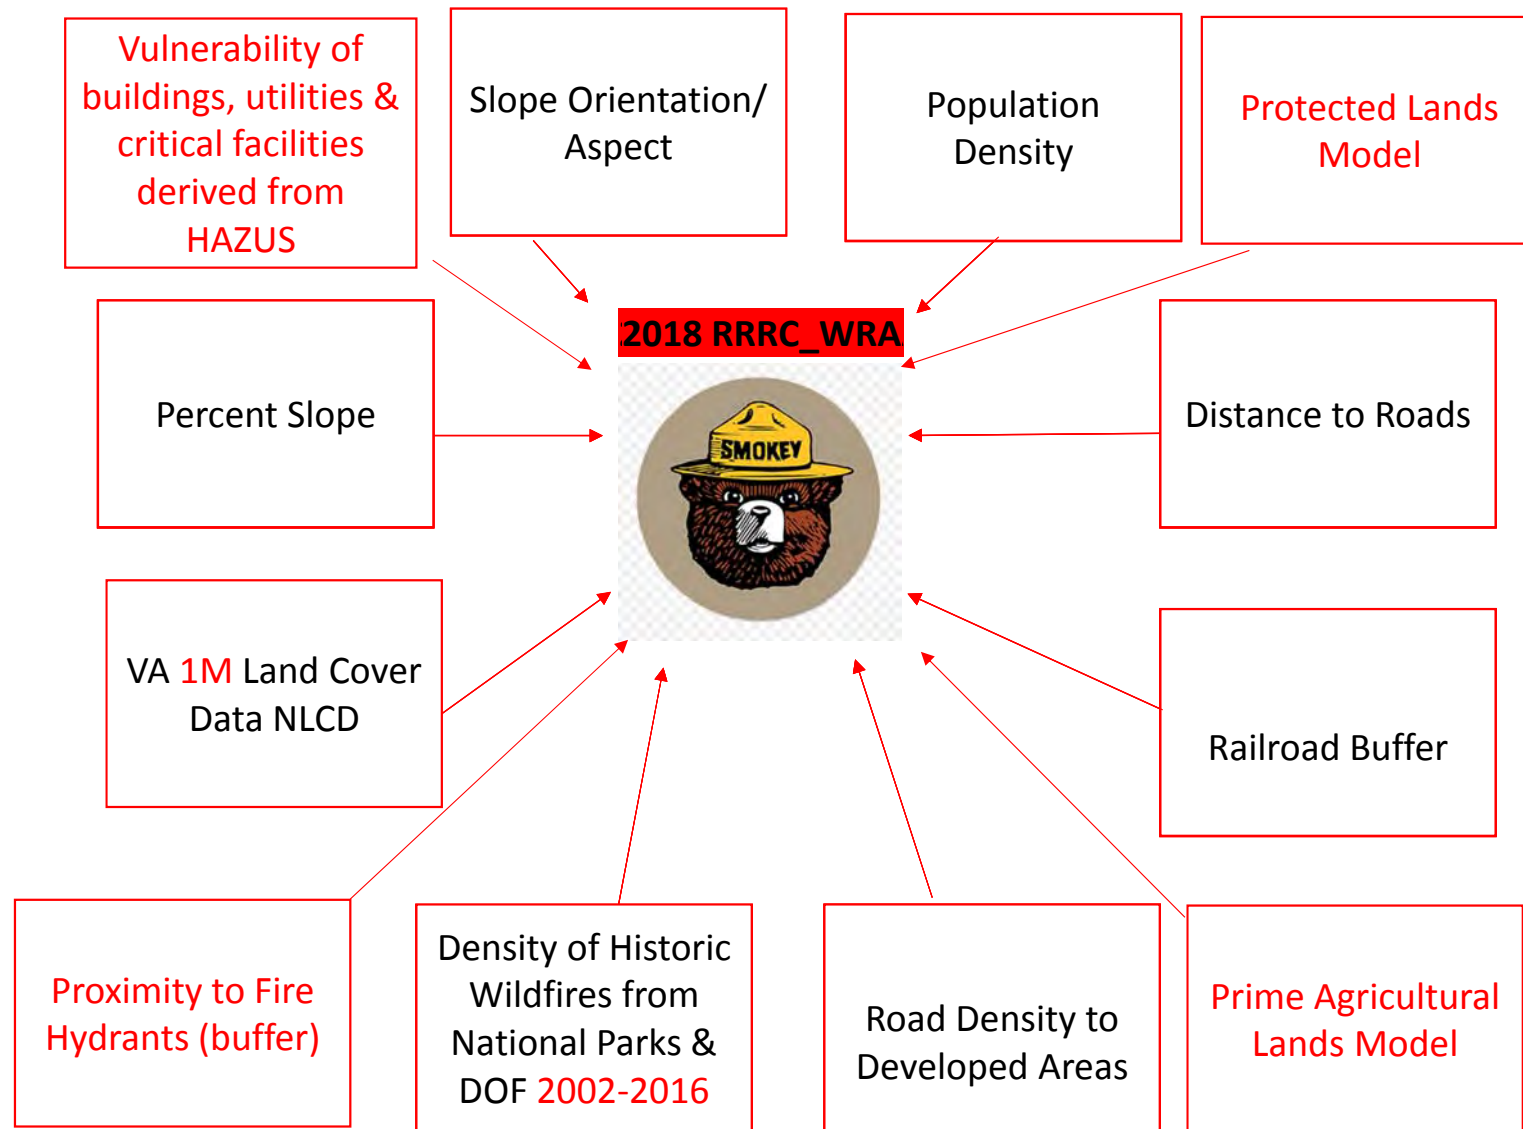 Vulnerability of
buildings, utilities &
critical facilities
derived from
HAZUS
Slope Orientation/
Aspect
Population
Density
Protected Lands
Model
2018 RRRC_WRA
SMOKEY
Percent Slope
Distance to Roads
VA 1M Land Cover
Data NLCD
Railroad Buffer
Proximity to Fire
Hydrants (buffer)
Density of Historic
Wildfires from
National Parks &
DOF 2002-2016
Road Density to
Developed Areas
Prime Agricultural
Lands Model